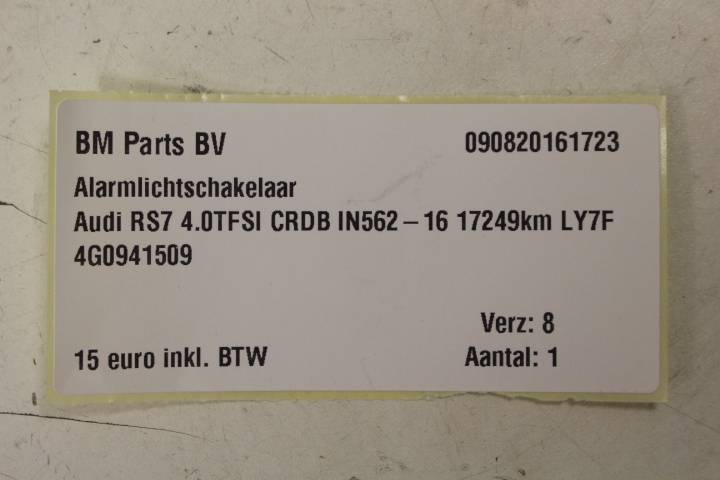 BM Parts BV 090820161723
Alarmlichtschakelaar
Audi RS7 4.0TFSI CRDB IN562 – 16 17249km LY7F
4G0941509
Verz: 8
15 euro inkl. BTW Aantal: 1